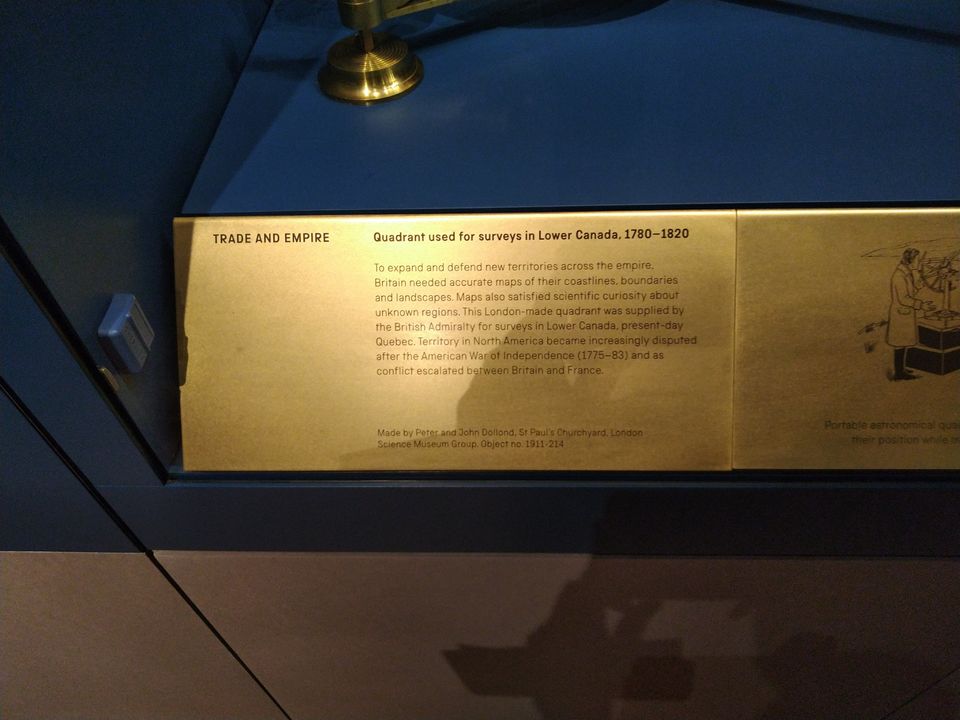 TRADE AND EMPIRE
Quadrant used for surveys in Lower Canada, 1780–1820
To expand and defend new territories across the empire,
Britain needed accurate maps of their coastlines, boundaries
and landscapes. Maps also satisfied scientific curiosity about
unknown regions. This London-made quadrant was supplied by
the British Admiralty for surveys in Lower Canada, present-day
Quebec. Territory in North America became increasingly disputed
after the American War of Independence (1775–83) and as
conflict escalated between Britain and France.
Made by Peter and John Dollond, St Paul's Churchyard, London
Science Museum Group. Object no. 1911-214
Portable astronomical
their position while